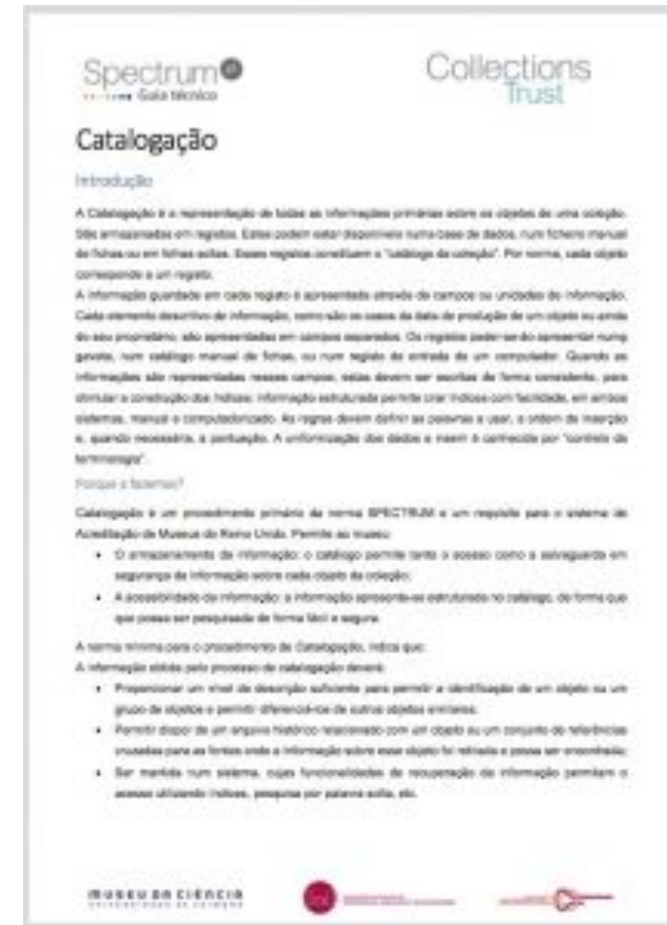 Spectrum
Guia técnico
Collections
Trust
Catalogação
Introdução
A Catalogação é a representação de todas as informações primárias sobre os objetos de uma coleção.
São armazenadas em registos. Estes podem estar disponíveis numa base de dados, num ficheiro manual
de fichas ou em folhas soltas. Esses registos constituem o "catálogo da coleção". Por norma, cada objeto
corresponde a um registo.
A informação guardada em cada registo é apresentada através de campos ou unidades de informação.
Cada elemento descritivo de informação, como são os casos da data de produção de um objeto ou ainda
do seu proprietário, são apresentadas em campos separados. Os registos poder-se-ão apresentar numa
gaveta, num catálogo manual de fichas, ou num registo de entrada de um computador. Quando as
informações são representadas nesses campos, estas devem ser escritas de forma consistente, para
otimizar a construção dos índices: informação estruturada permite criar índices com facilidade, em ambos
sistemas, manual e computadorizado. As regras devem definir as palavras a usar, a ordem de inserção
e, quando necessária, a pontuação. A uniformização dos dados a inserir é conhecida por "controlo de
terminologia".
Porque o fazemos?
Catalogação é um procedimento primário da norma SPECTRUM e um requisito para o sistema de
Acreditação de Museus do Reino Unido. Permite ao museu:
• O armazenamento da informação: o catálogo permite tanto o acesso como a salvaguarda em
segurança da informação sobre cada objeto da coleção;
• A acessibilidade da informação: a informação apresenta-se estruturada no catálogo, de forma que
que possa ser pesquisada de forma fácil e segura.
A norma mínima para o procedimento de Catalogação, indica que:
A informação obtida pelo processo de catalogação deverá:
• Proporcionar um nível de descrição suficiente para permitir a identificação de um objeto ou um
grupo de objetos e permitir diferenciá-los de outros objetos similares;
• Permitir dispor de um arquivo histórico relacionado com um objeto ou um conjunto de referências
cruzadas para as fontes onde a informação sobre esse objeto foi retirada e possa ser encontrada;
• Ser mantida num sistema, cujas funcionalidades de recuperação da informação permitam o
acesso utilizando índices, pesquisa por palavra solta, etc.
MUSEU DA CIÊNCIA
UNIVERSIDADE DE COIMBRA